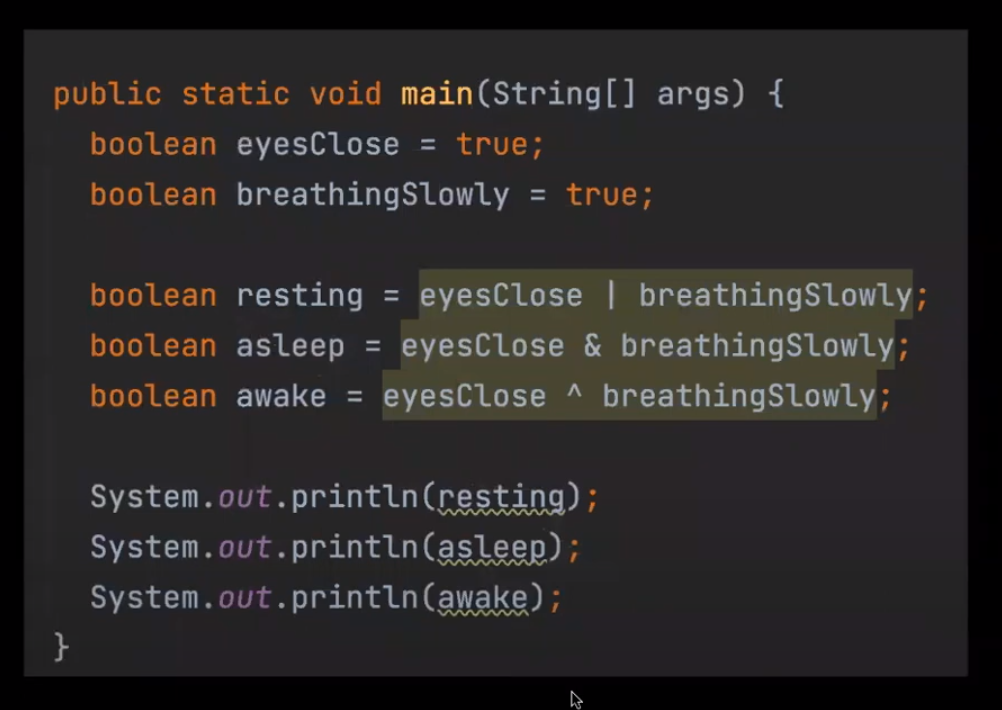 public static void main(String[] args) {
boolean eyesClose = true;
boolean breathingSlowly = true;
boolean resting = eyesClose | breathingSlowly;
boolean asleep = eyesClose & breathingSlowly;
boolean awake = eyesClose ^ breathingSlowly;
System.out.println(resting);
System.out.println(asleep);
System.out.println(awake);
}